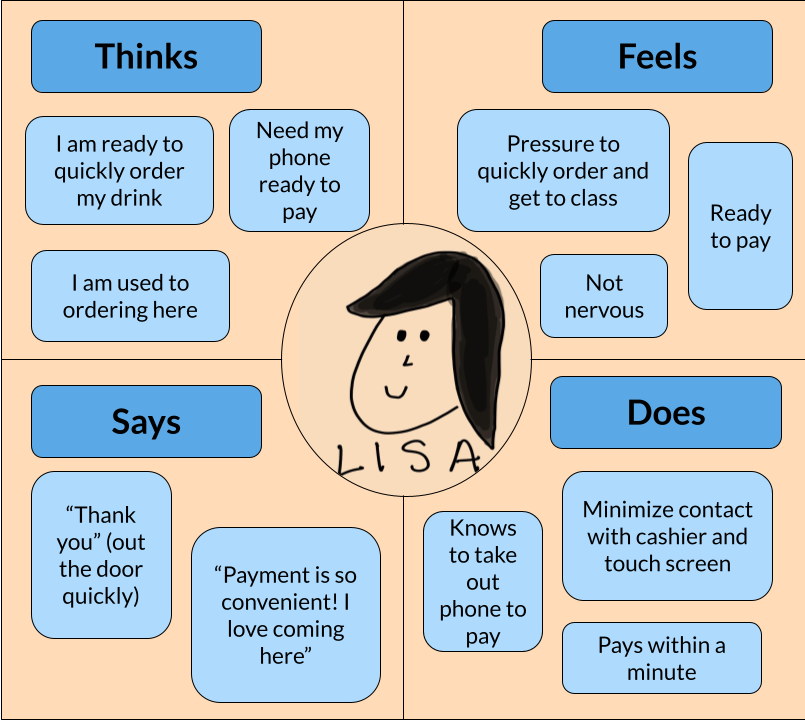 Thinks
I am ready to
quickly order
my drink
Need my
phone
ready to
pay
I am used to
ordering here
Feels
Pressure to
quickly order and
get to class
Ready
to pay
Not
nervous
LISA
Says
“Thank
you” (out
the door
quickly)
“Payment is so
convenient! I
love coming
here”
Does
Minimize contact
with cashier and
touch screen
Knows
to take
out
phone to
pay
Pays within a
minute